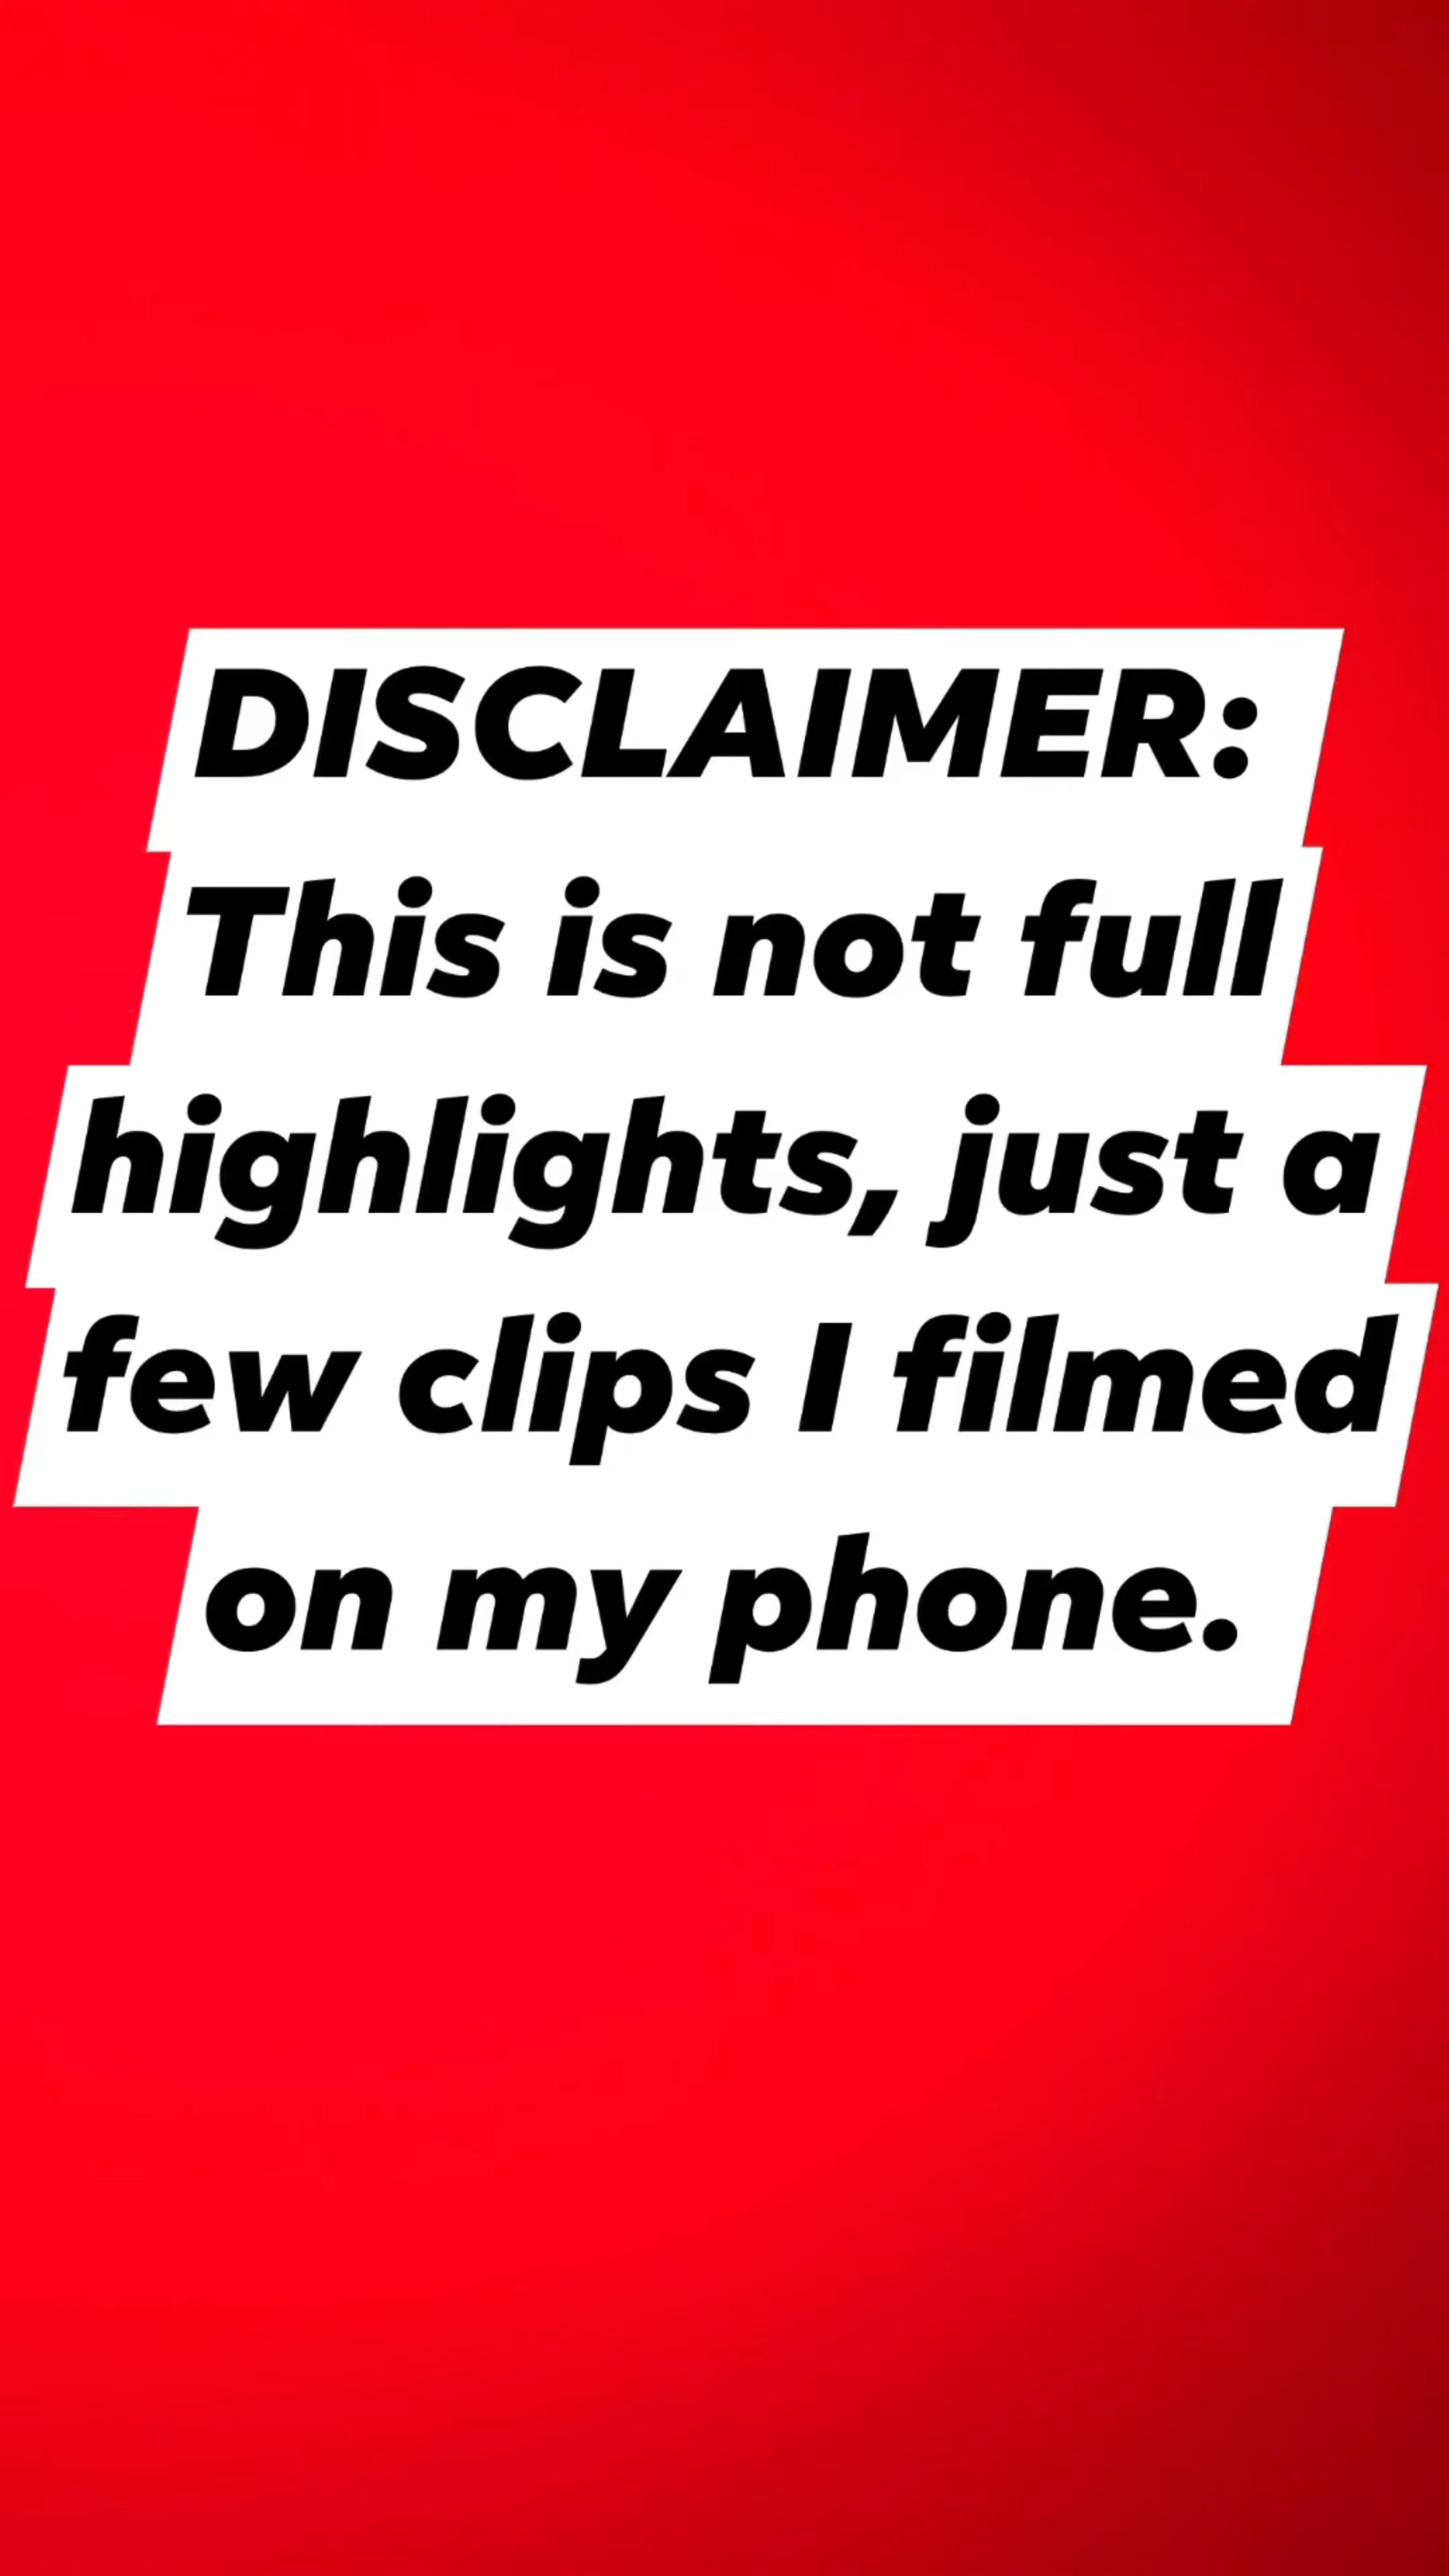 DISCLAIMER:
This is not full
highlights, just a
few clips I filmed
on my phone.